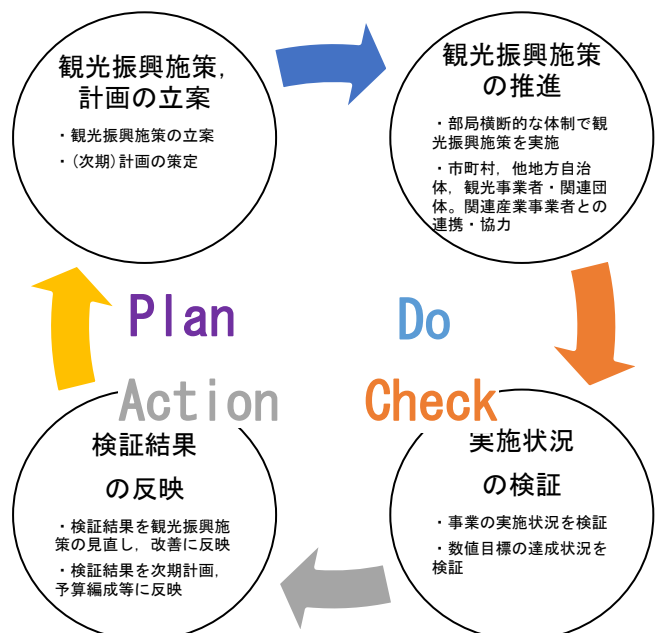 観光振興施策,
計画の立案
・観光振興施策の立案
・(次期)計画の策定
観光振興施策
の推進
・部局横断的な体制で観
光振興施策を実施
・市町村，他地方自治
体，観光事業者・関連団
体。関連産業事業者との
連携・協力
Plan
Do
Action
Check
検証結果
の反映
・検証結果を観光振興施
策の見直し，改善に反映
・検証結果を次期計画，
予算編成等に反映
実施状況
の検証
・事業の実施状況を検証
・数値目標の達成状況を
検証